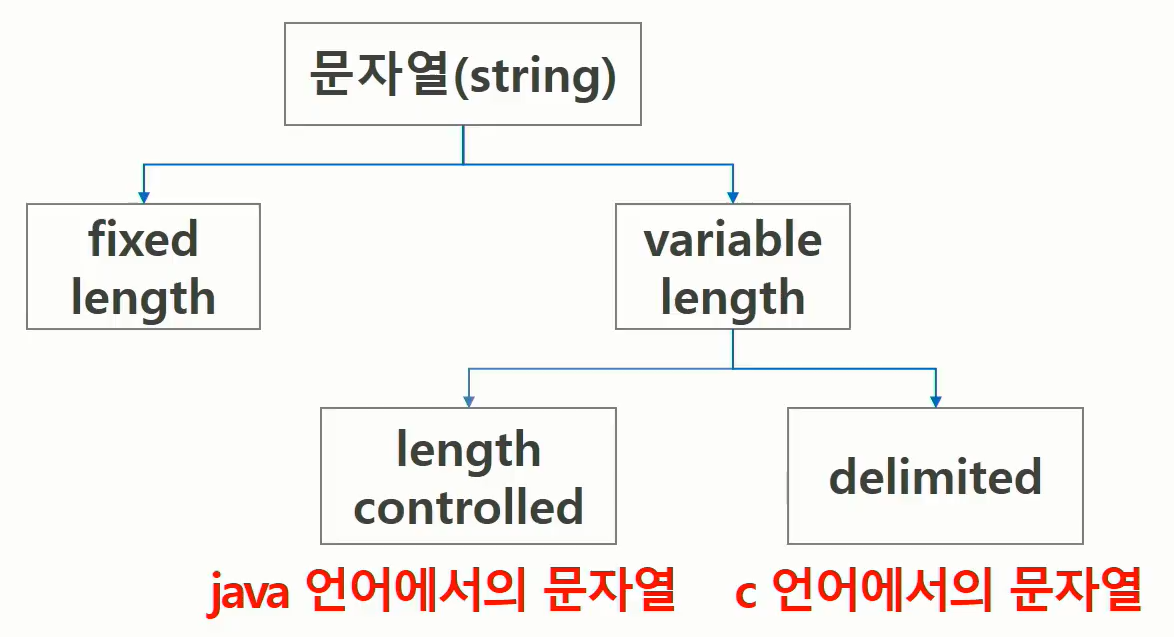 문자열(string)
fixed
length
variable
length
length
controlled
delimited
java 언어에서의 문자열
c 언어에서의 문자열